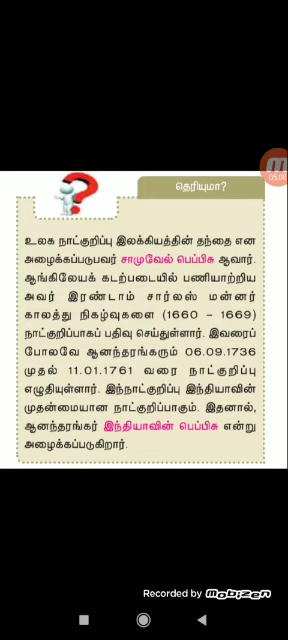 05:00
தெரியுமா?
உலக நாட்குறிப்பு இலக்கியத்தின் தந்தை என
அழைக்கப்படுபவர் சாமுவேல் பெப்பிசு ஆவார்.
ஆங்கிலேயக் கடற்படையில் பணியாற்றிய
அவர் இரண்டாம் சார்லஸ் மன்னர்
காலத்து நிகழ்வுகளை (1660 – 1669)
நாட்குறிப்பாகப் பதிவு செய்துள்ளார். இவரைப்
போலவே ஆனந்தரங்கரும் 06.09.1736
முதல் 11.01.1761 வரை நாட்குறிப்பு
எழுதியுள்ளார். இந்நாட்குறிப்பு இந்தியாவின்
முதன்மையான நாட்குறிப்பாகும். இதனால்,
ஆனந்தரங்கர் இந்தியாவின் பெப்பிசு என்று
அழைக்கப்படுகிறார்.
Recorded by mobizen